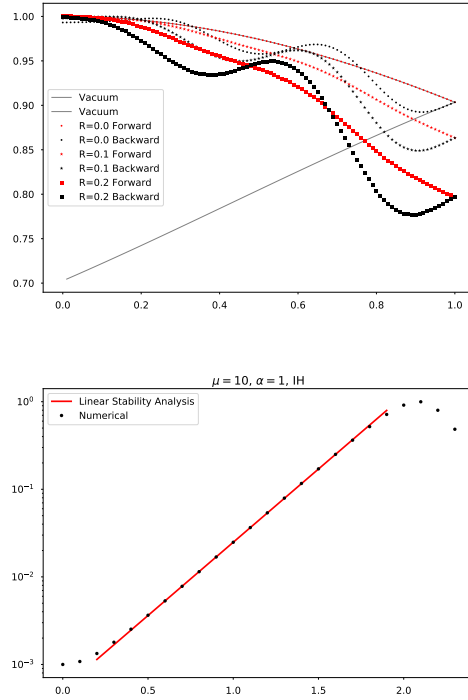 1.00
0.95
0.90
0.85
0.80
0.75
0.70
Vacuum
Vacuum
R=0.0 Forward
R=0.0 Backward
R=0.1 Forward
R=0.1 Backward
R=0.2 Forward
R=0.2 Backward
0.0 0.2 0.4 0.6 0.8 1.0
μ = 10, α = 1, IH
Linear Stability Analysis
Numerical
10⁰
10⁻¹
10⁻²
10⁻³
0.0 0.5 1.0 1.5 2.0